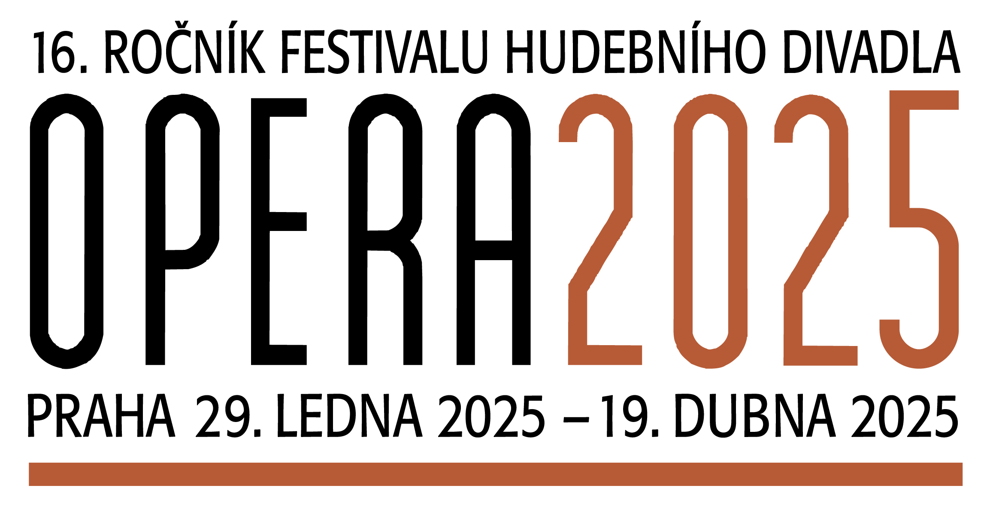 16. ROČNÍK FESTIVALU HUDEBNÍHO DIVADLA
OPERA2025
PRAHA 29. LEDNA 2025 – 19. DUBNA 2025